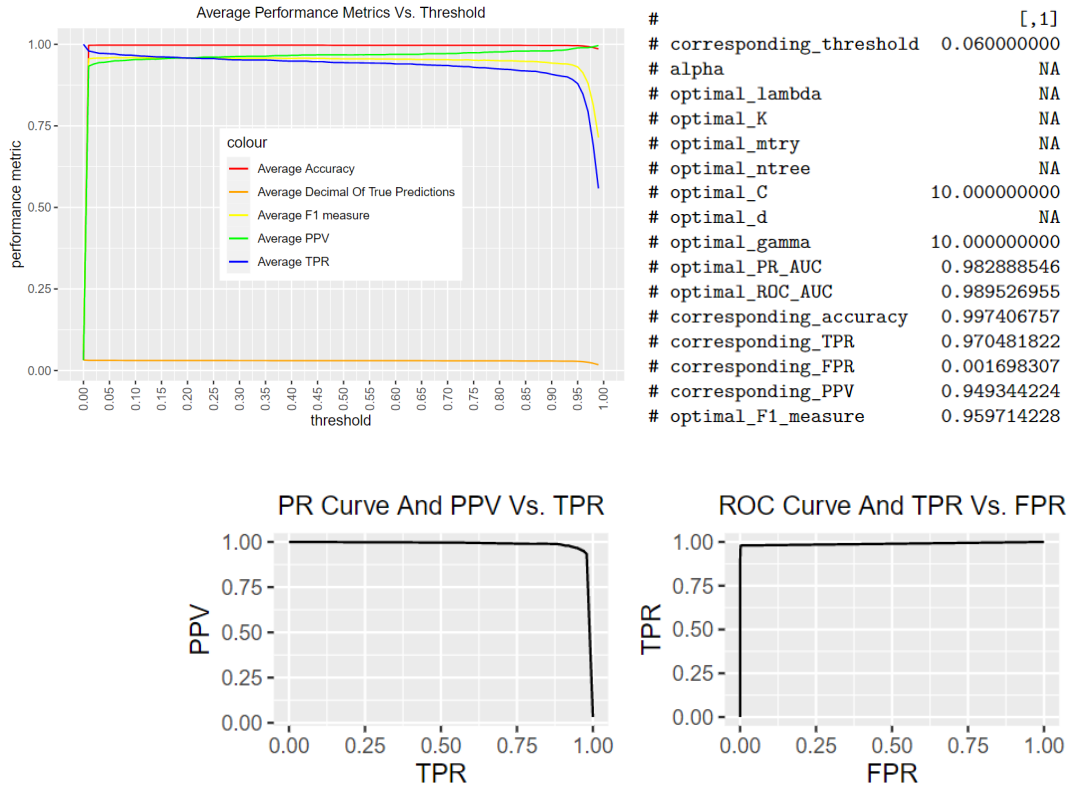 Average Performance Metrics Vs. Threshold
performance metric
1.00
0.75
0.50
0.25
0.00
colour
Average Accuracy
Average Decimal Of True Predictions
Average F1 measure
Average PPV
Average TPR
0.00 0.05 0.10 0.15 0.20 0.25 0.30 0.35 0.40 0.45 0.50 0.55 0.60 0.65 0.70 0.75 0.80 0.85 0.90 0.95 1.00
threshold
# [,1]
# corresponding_threshold 0.060000000
# alpha NA
# optimal_lambda NA
# optimal_K NA
# optimal_mtry NA
# optimal_ntree NA
# optimal_C 10.000000000
# optimal_d NA
# optimal_gamma 10.000000000
# optimal_PR_AUC 0.982888546
# optimal_ROC_AUC 0.989526955
# corresponding_accuracy 0.997406757
# corresponding_TPR 0.970481822
# corresponding_FPR 0.001698307
# corresponding_PPV 0.949344224
# optimal_F1_measure 0.959714228
PR Curve And PPV Vs. TPR
PPV
1.00
0.75
0.50
0.25
0.00
0.00 0.25 0.50 0.75 1.00
TPR
ROC Curve And TPR Vs. FPR
TPR
1.00
0.75
0.50
0.25
0.00
0.00 0.25 0.50 0.75 1.00
FPR